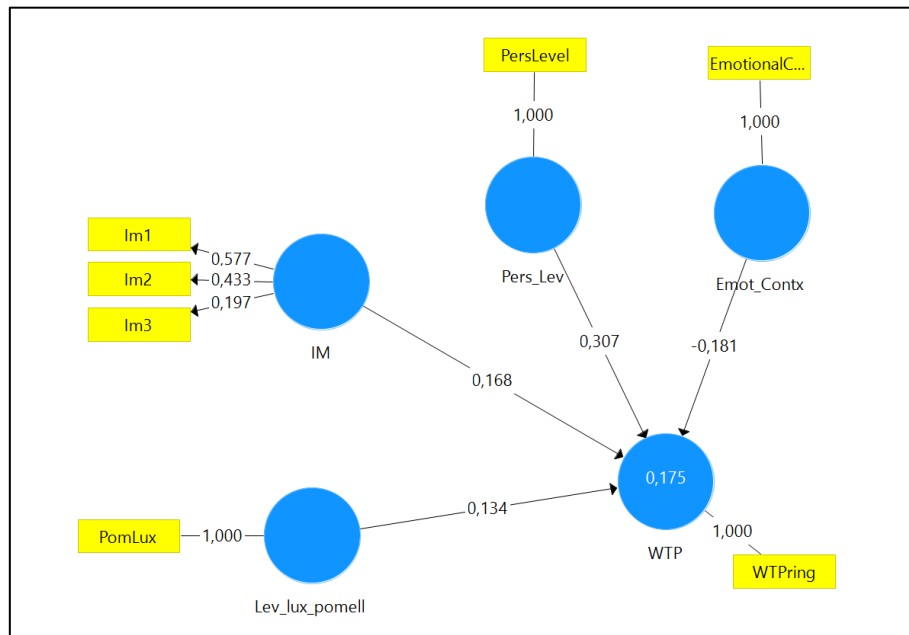 PersLevel
EmotionalC...
1,000
1,000
Im1
Im2
Im3
0,577
0,433
0,197
IM
Pers_Lev
Emot_Contx
0,307
-0,181
0,168
0,134
0,175
PomLux
1,000
Lev_lux_pomell
WTP
1,000
WTPring